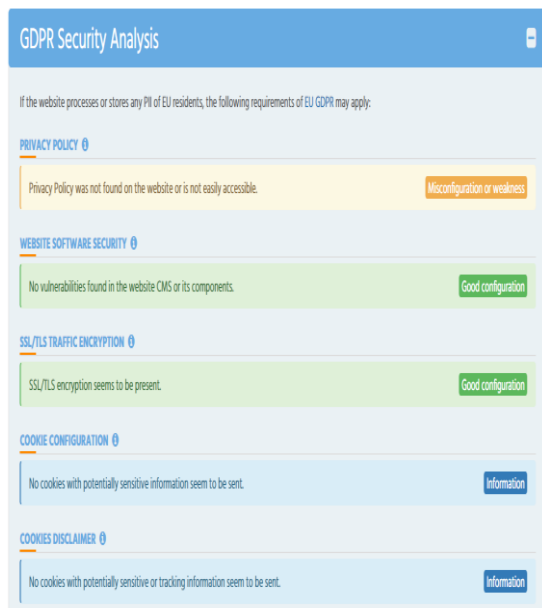 GDPR Security Analysis
If the website processes or stores any PII of EU residents, the following requirements of EU GDPR may apply:
PRIVACY POLICY
Privacy Policy was not found on the website or is not easily accessible.
Misconfiguration or weakness
WEBSITE SOFTWARE SECURITY
No vulnerabilities found in the website CMS or its components.
Good configuration
SSL/TLS TRAFFIC ENCRYPTION
SSL/TLS encryption seems to be present.
Good configuration
COOKIE CONFIGURATION
No cookies with potentially sensitive information seem to be sent.
Information
COOKIES DISCLAIMER
No cookies with potentially sensitive or tracking information seem to be sent.
Information